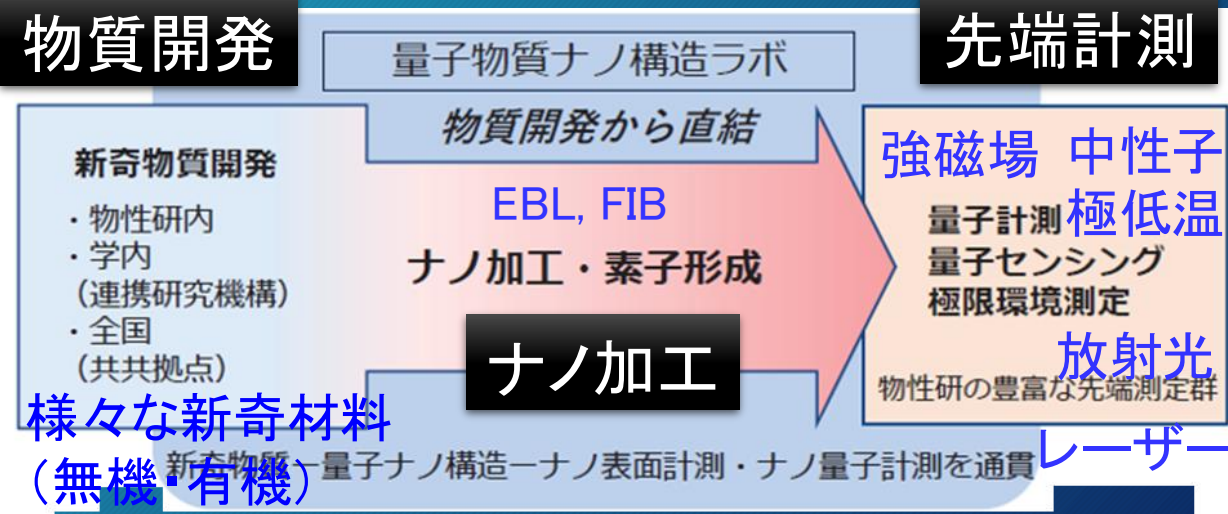 物質開発
先端計測
量子物質ナノ構造ラボ
物質開発から直結
新奇物質開発
・物性研内
・学内
（連携研究機構）
・全国
（共共拠点）
様々な新奇材料
（無機・有機）
EBL, FIB
ナノ加工・素子形成
ナノ加工
強磁場 中性子
極低温
量子計測
量子センシング
極限環境測定
放射光
物性研の豊富な先端測定群
レーザー
新奇物質ー量子ナノ構造ーナノ表面計測・ナノ量子計測を通貫